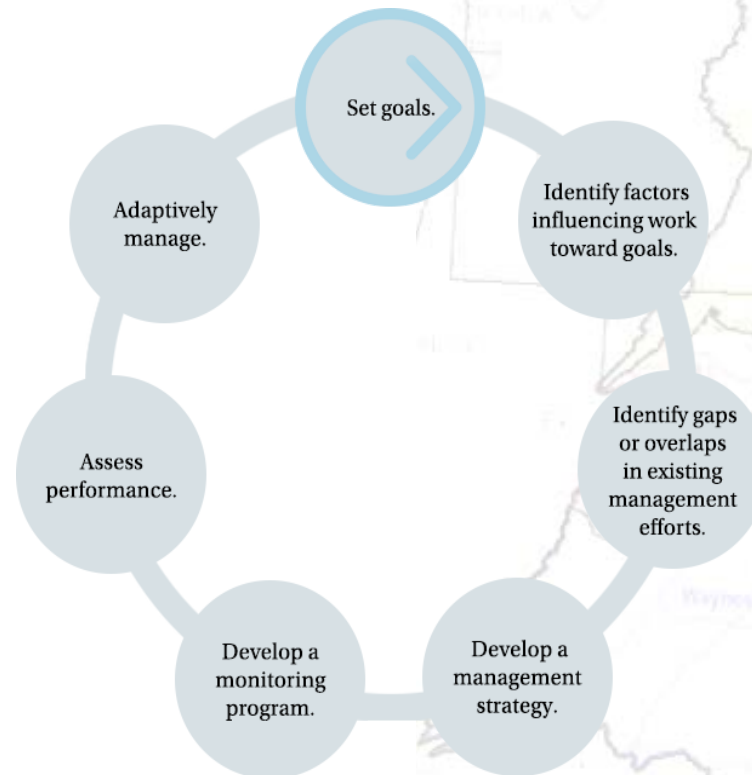 Set goals.
Identify factors
influencing work
toward goals.
Identify gaps
or overlaps
in existing
management
efforts.
Develop a
management
strategy.
Develop a
monitoring
program.
Assess
performance.
Adaptively
manage.